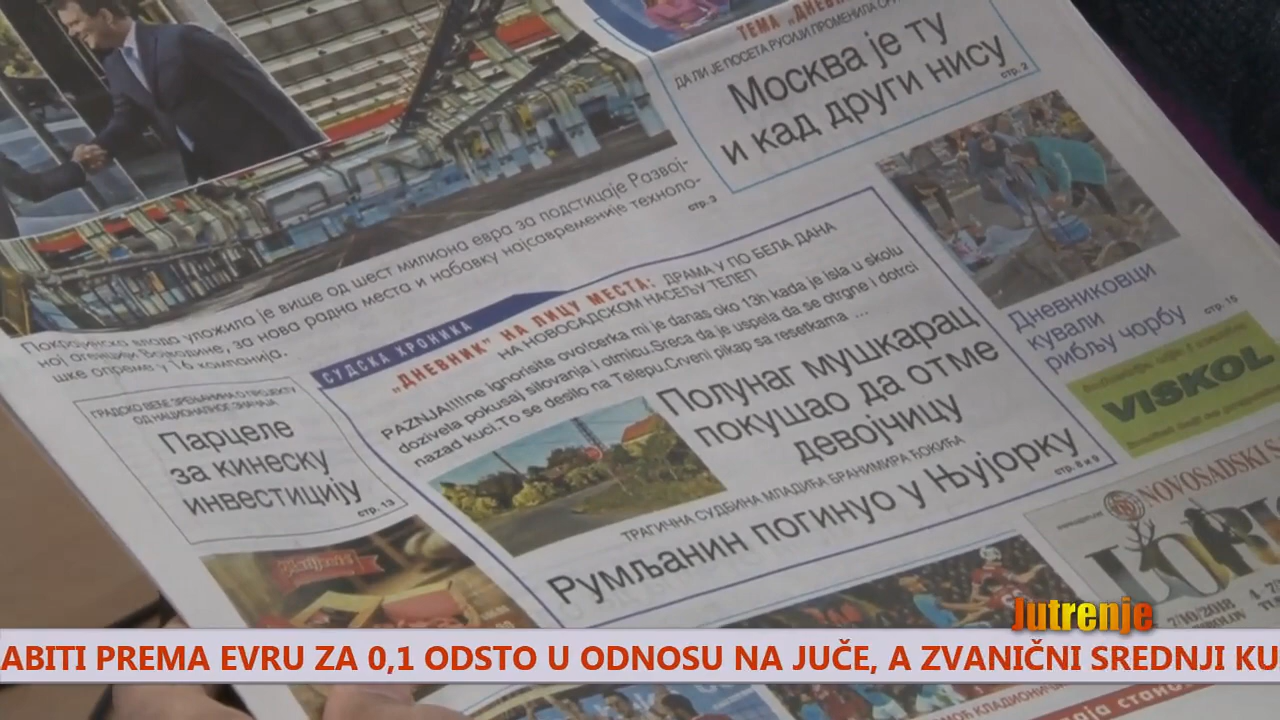 ТЕМА „ДНЕВ
ДА ЛИ ЈЕ ПОСЕТА РУСИЈИ ПРОМЕНИЛА
Москва је ту
и кад други нису
стр. 2
Покрајинска влада уложила је више од шест милиона евра за подстицаје Развој-
ној агенцији Војводине, за нова радна места и набавку најсавременије техноло-
шке опреме у 16 компанија.
стр. 3
СУДСКА ХРОНИКА
„ДНЕВНИК” НА ЛИЦУ МЕСТА: ДРАМА У ПО БЕЛА ДАНА
НА НОВОСАДСКОМ НАСЕЉУ ТЕЛЕП
PAZNJA!!!!ne ignorisite ovo!cerka mi je danas oko 13h kada je isla u skolu
dozivela pokusaj silovanja i otmicu.Sreca da je uspela da se otrgne i dotrci
nazad kuci.To se desilo na Telepu.Crveni pikap sa resetkama ...
Полунаг мушкарац
покушао да отме
девојчицу
ТРАГИЧНА СУДБИНА МЛАДИЋА БРАНИМИРА ЂОКИЋА
Румљанин погинуо у Њујорку
стр. 8 и 9
ГРАДСКО ВЕЋЕ ЗРЕЊАНИНА О ПРОЈЕКТУ
ОД НАЦИОНАЛНОГ ЗНАЧАЈА
Парцеле
за кинеску
инвестицију
стр. 13
Дневниковци
кували
рибљу чорбу
стр. 15
VISKOL
NOVOSADSKI S
LOV
7/10/2018
Jutrenje
ABITI PREMA EVRU ZA 0,1 ODSTO U ODNOSU NA JUČE, A ZVANIČNI SREDNJI KU